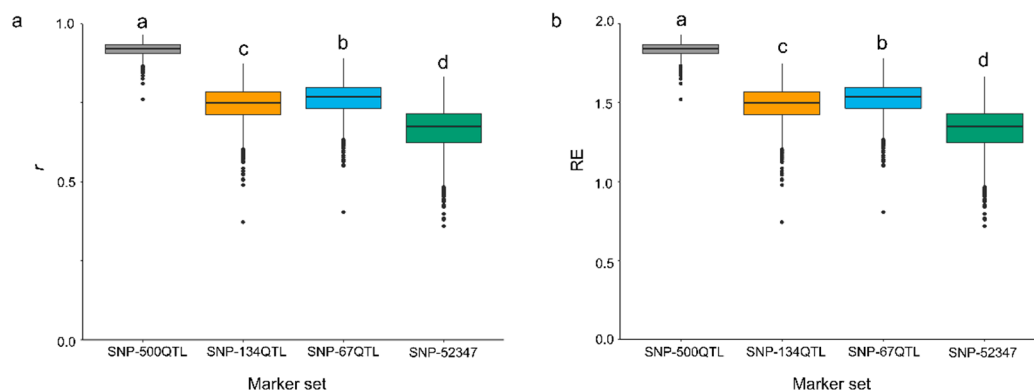 a
1.0
0.5
0.0
r
a
c
b
d
SNP-500QTL SNP-134QTL SNP-67QTL SNP-52347
Marker set
b
2.0
1.5
1.0
0.5
0.0
RE
a
c
b
d
SNP-500QTL SNP-134QTL SNP-67QTL SNP-52347
Marker set